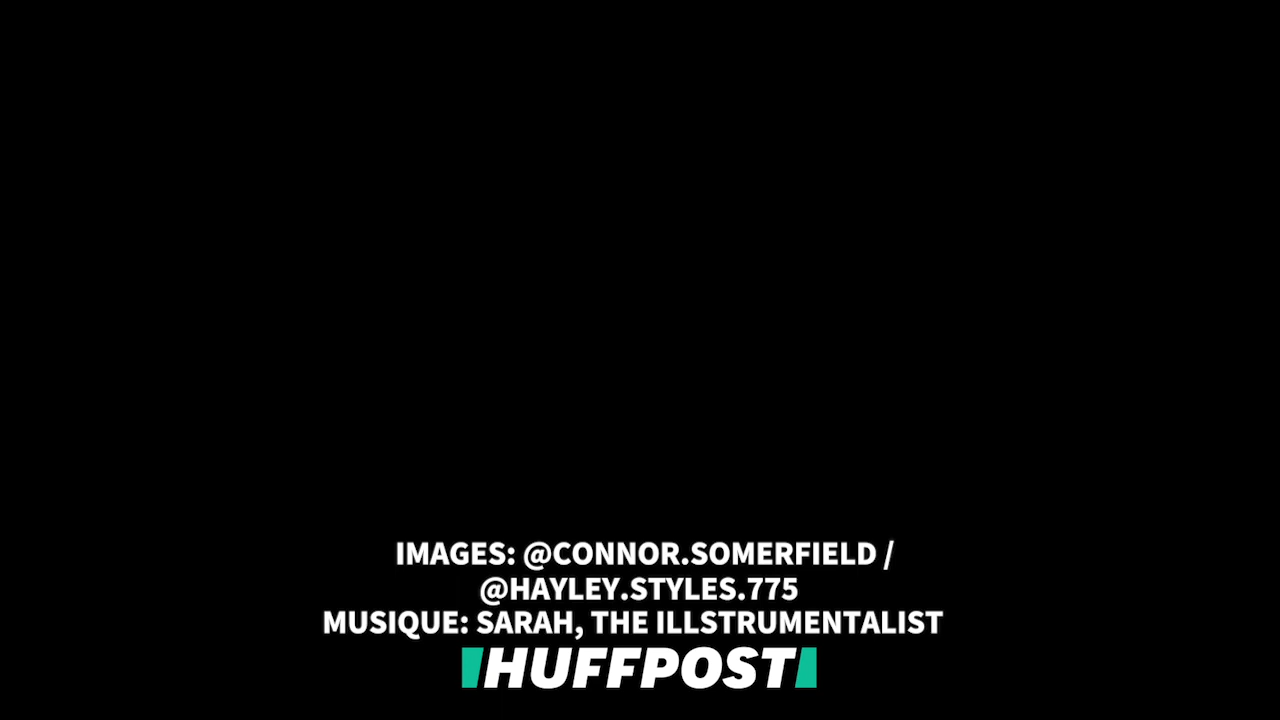 IMAGES: @CONNOR.SOMERFIELD /
@HAYLEY.STYLES.775
MUSIQUE: SARAH, THE ILLSTRUMENTALIST
HUFFPOST